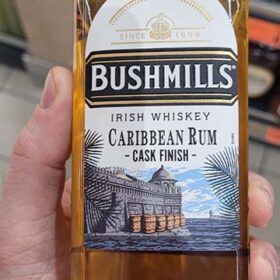 SINCE 1608
BUSHMILLS®
IRISH WHISKEY
CARIBBEAN RUM
- CASK FINISH -